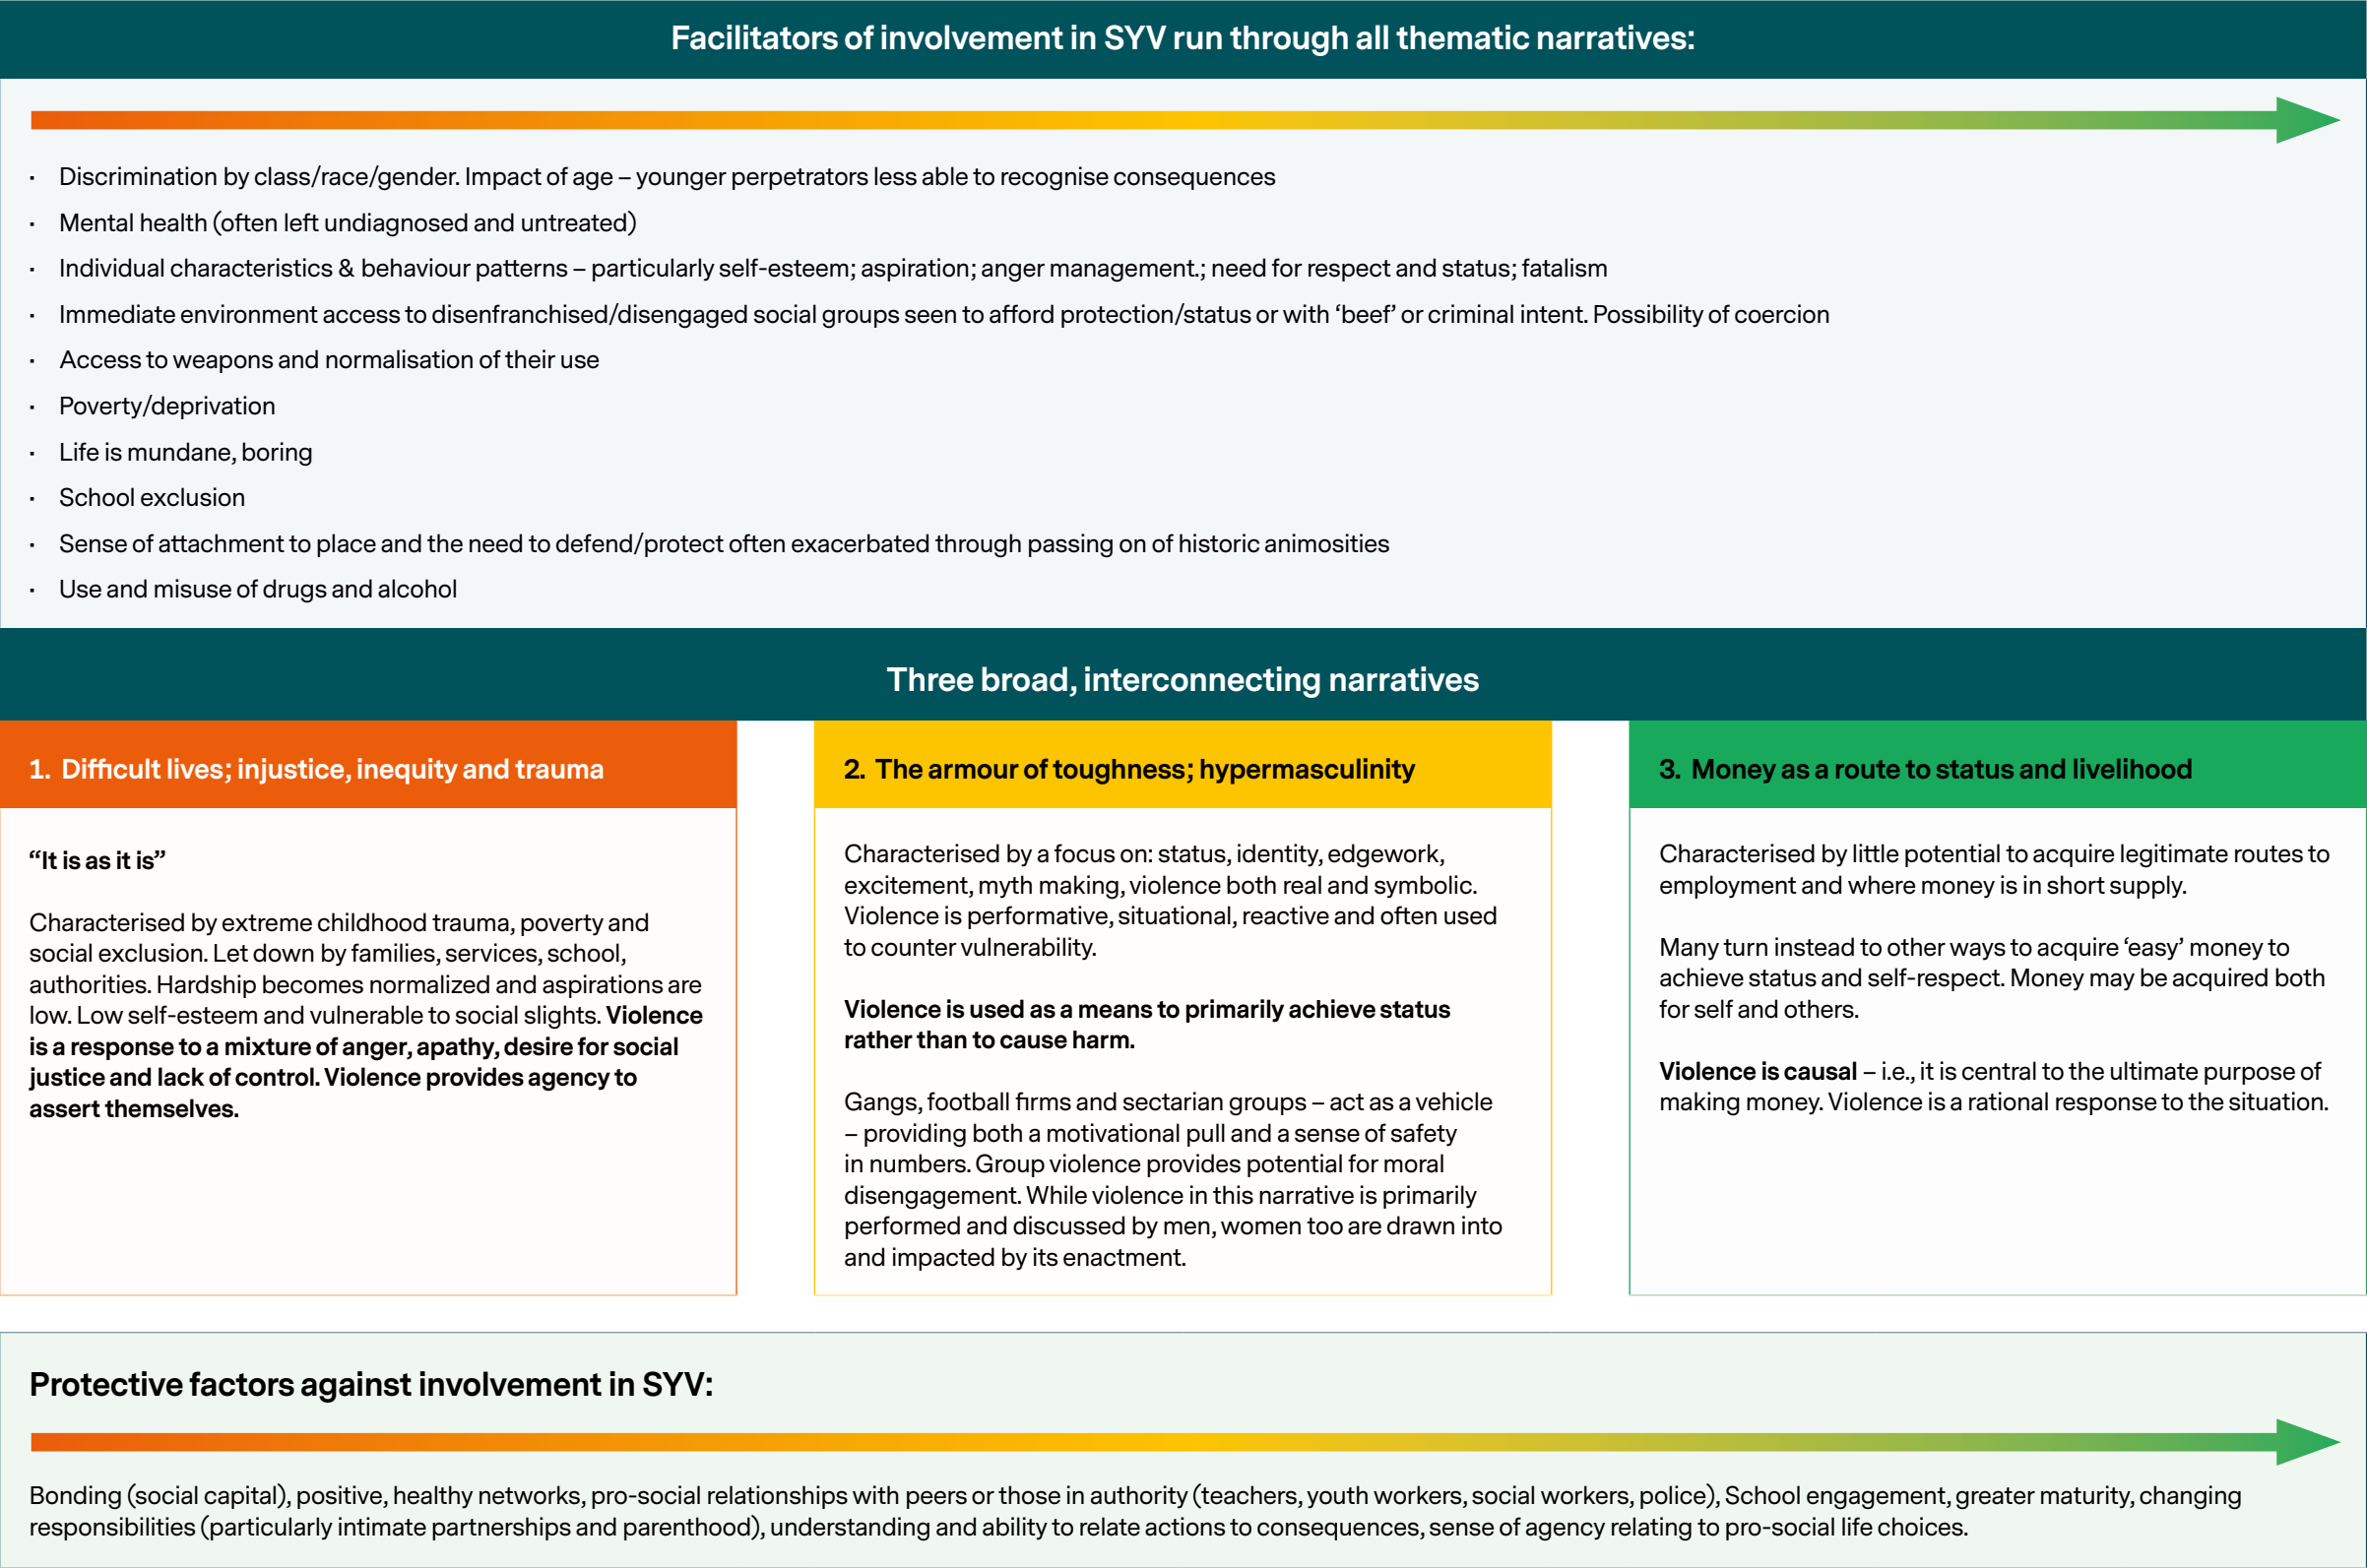 Facilitators of involvement in SYV run through all thematic narratives:
· Discrimination by class/race/gender. Impact of age – younger perpetrators less able to recognise consequences
· Mental health (often left undiagnosed and untreated)
· Individual characteristics & behaviour patterns – particularly self-esteem; aspiration; anger management.; need for respect and status; fatalism
· Immediate environment access to disenfranchised/disengaged social groups seen to afford protection/status or with ‘beef’ or criminal intent. Possibility of coercion
· Access to weapons and normalisation of their use
· Poverty/deprivation
· Life is mundane, boring
· School exclusion
· Sense of attachment to place and the need to defend/protect often exacerbated through passing on of historic animosities
· Use and misuse of drugs and alcohol
Three broad, interconnecting narratives
1. Difficult lives; injustice, inequity and trauma
“It is as it is”
Characterised by extreme childhood trauma, poverty and
social exclusion. Let down by families, services, school,
authorities. Hardship becomes normalized and aspirations are
low. Low self-esteem and vulnerable to social slights. Violence
is a response to a mixture of anger, apathy, desire for social
justice and lack of control. Violence provides agency to
assert themselves.
2. The armour of toughness; hypermasculinity
Characterised by a focus on: status, identity, edgework,
excitement, myth making, violence both real and symbolic.
Violence is performative, situational, reactive and often used
to counter vulnerability.
Violence is used as a means to primarily achieve status
rather than to cause harm.
Gangs, football firms and sectarian groups – act as a vehicle
– providing both a motivational pull and a sense of safety
in numbers. Group violence provides potential for moral
disengagement. While violence in this narrative is primarily
performed and discussed by men, women too are drawn into
and impacted by its enactment.
3. Money as a route to status and livelihood
Characterised by little potential to acquire legitimate routes to
employment and where money is in short supply.
Many turn instead to other ways to acquire ‘easy’ money to
achieve status and self-respect. Money may be acquired both
for self and others.
Violence is causal – i.e., it is central to the ultimate purpose of
making money. Violence is a rational response to the situation.
Protective factors against involvement in SYV:
Bonding (social capital), positive, healthy networks, pro-social relationships with peers or those in authority (teachers, youth workers, social workers, police), School engagement, greater maturity, changing
responsibilities (particularly intimate partnerships and parenthood), understanding and ability to relate actions to consequences, sense of agency relating to pro-social life choices.